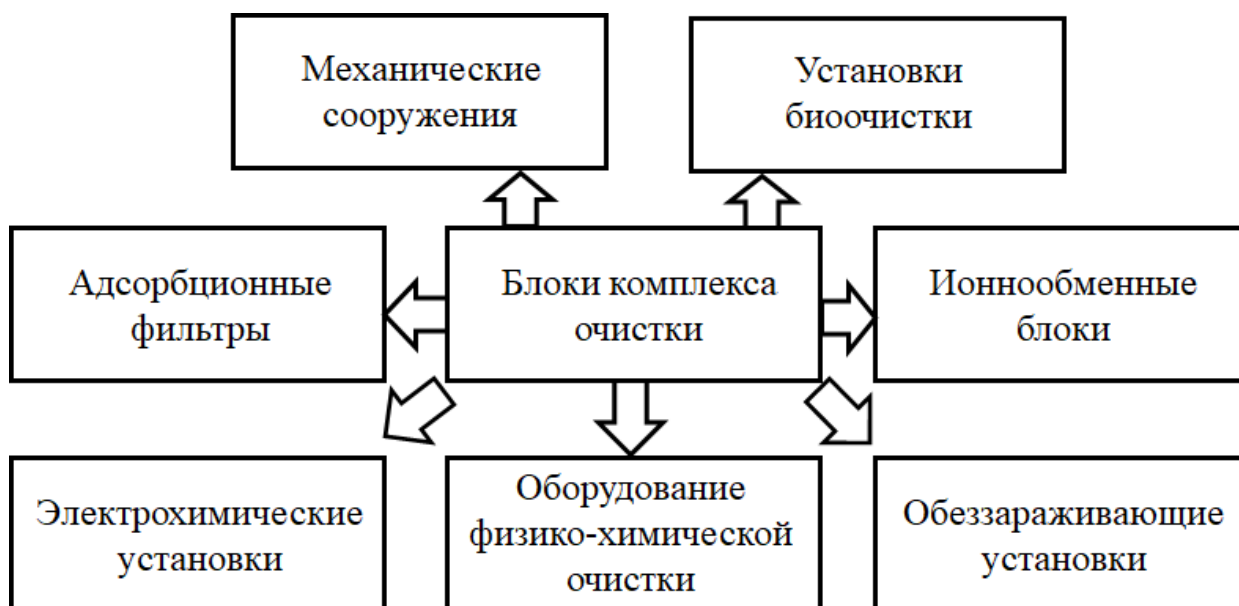 Механические
сооружения
Установки
биоочистки
Адсорбционные
фильтры
Блоки комплекса
очистки
Ионнообменные
блоки
Электрохимические
установки
Оборудование
физико-химической
очистки
Обеззараживающие
установки